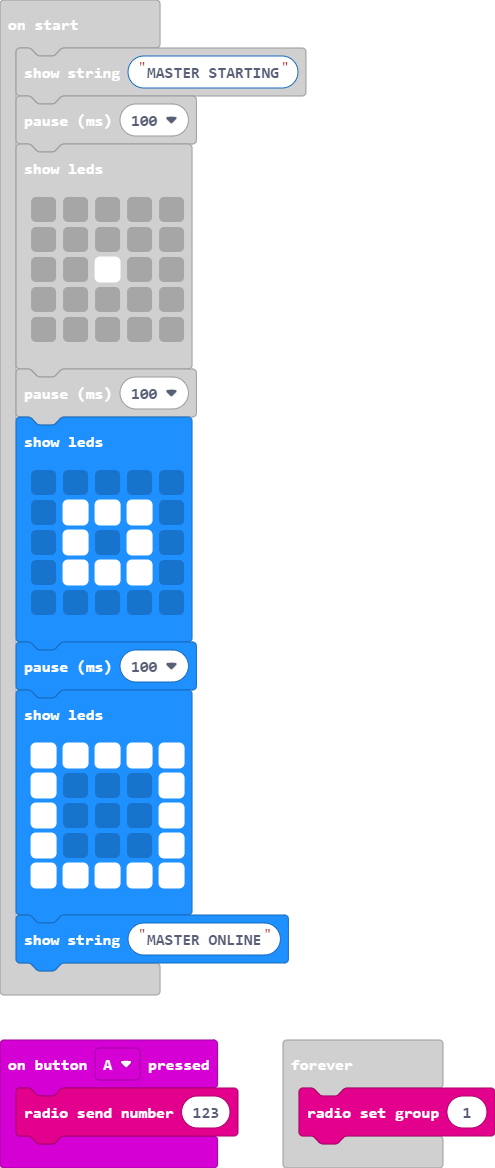 on start
show string "MASTER STARTING"
pause (ms) 100
show leds
pause (ms) 100
show leds
pause (ms) 100
show leds
show string "MASTER ONLINE"
on button A pressed
radio send number 123
forever
radio set group 1